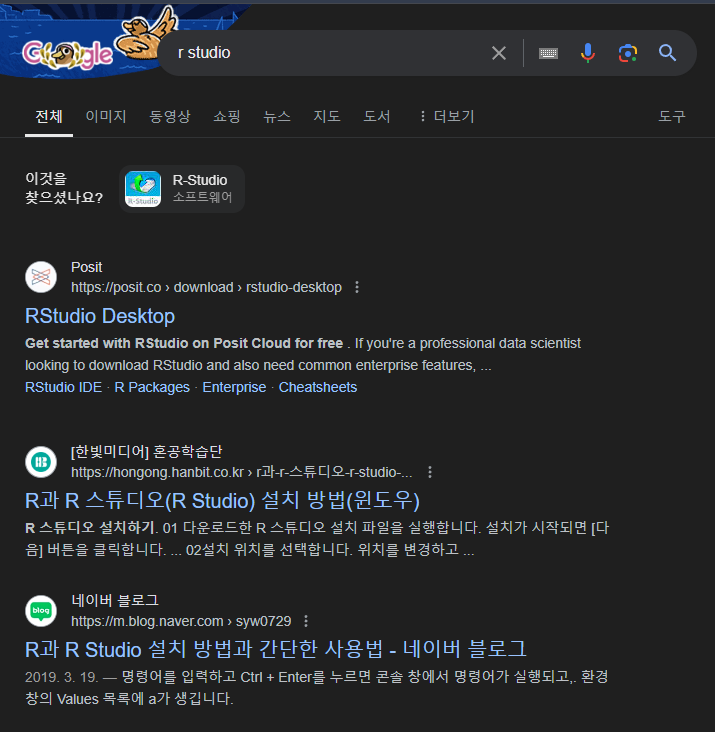 Google
r studio
전체 이미지 동영상 쇼핑 뉴스 지도 도서 더보기 도구
이것을
찾으셨나요?
R-Studio
R-Studio
소프트웨어
Posit
https://posit.co › download › rstudio-desktop
RStudio Desktop
Get started with RStudio on Posit Cloud for free . If you're a professional data scientist
looking to download RStudio and also need common enterprise features, ...
RStudio IDE · R Packages · Enterprise · Cheatsheets
HB
[한빛미디어] 혼공학습단
https://hongong.hanbit.co.kr › r과-r-스튜디오-r-studio-...
R과 R 스튜디오(R Studio) 설치 방법(윈도우)
R 스튜디오 설치하기. 01 다운로드한 R 스튜디오 설치 파일을 실행합니다. 설치가 시작되면 [다
음] 버튼을 클릭합니다. ... 02설치 위치를 선택합니다. 위치를 변경하고 ...
blog
네이버 블로그
https://m.blog.naver.com › syw0729
R과 R Studio 설치 방법과 간단한 사용법 - 네이버 블로그
2019. 3. 19. — 명령어를 입력하고 Ctrl + Enter를 누르면 콘솔 창에서 명령어가 실행되고,. 환경
창의 Values 목록에 a가 생깁니다.